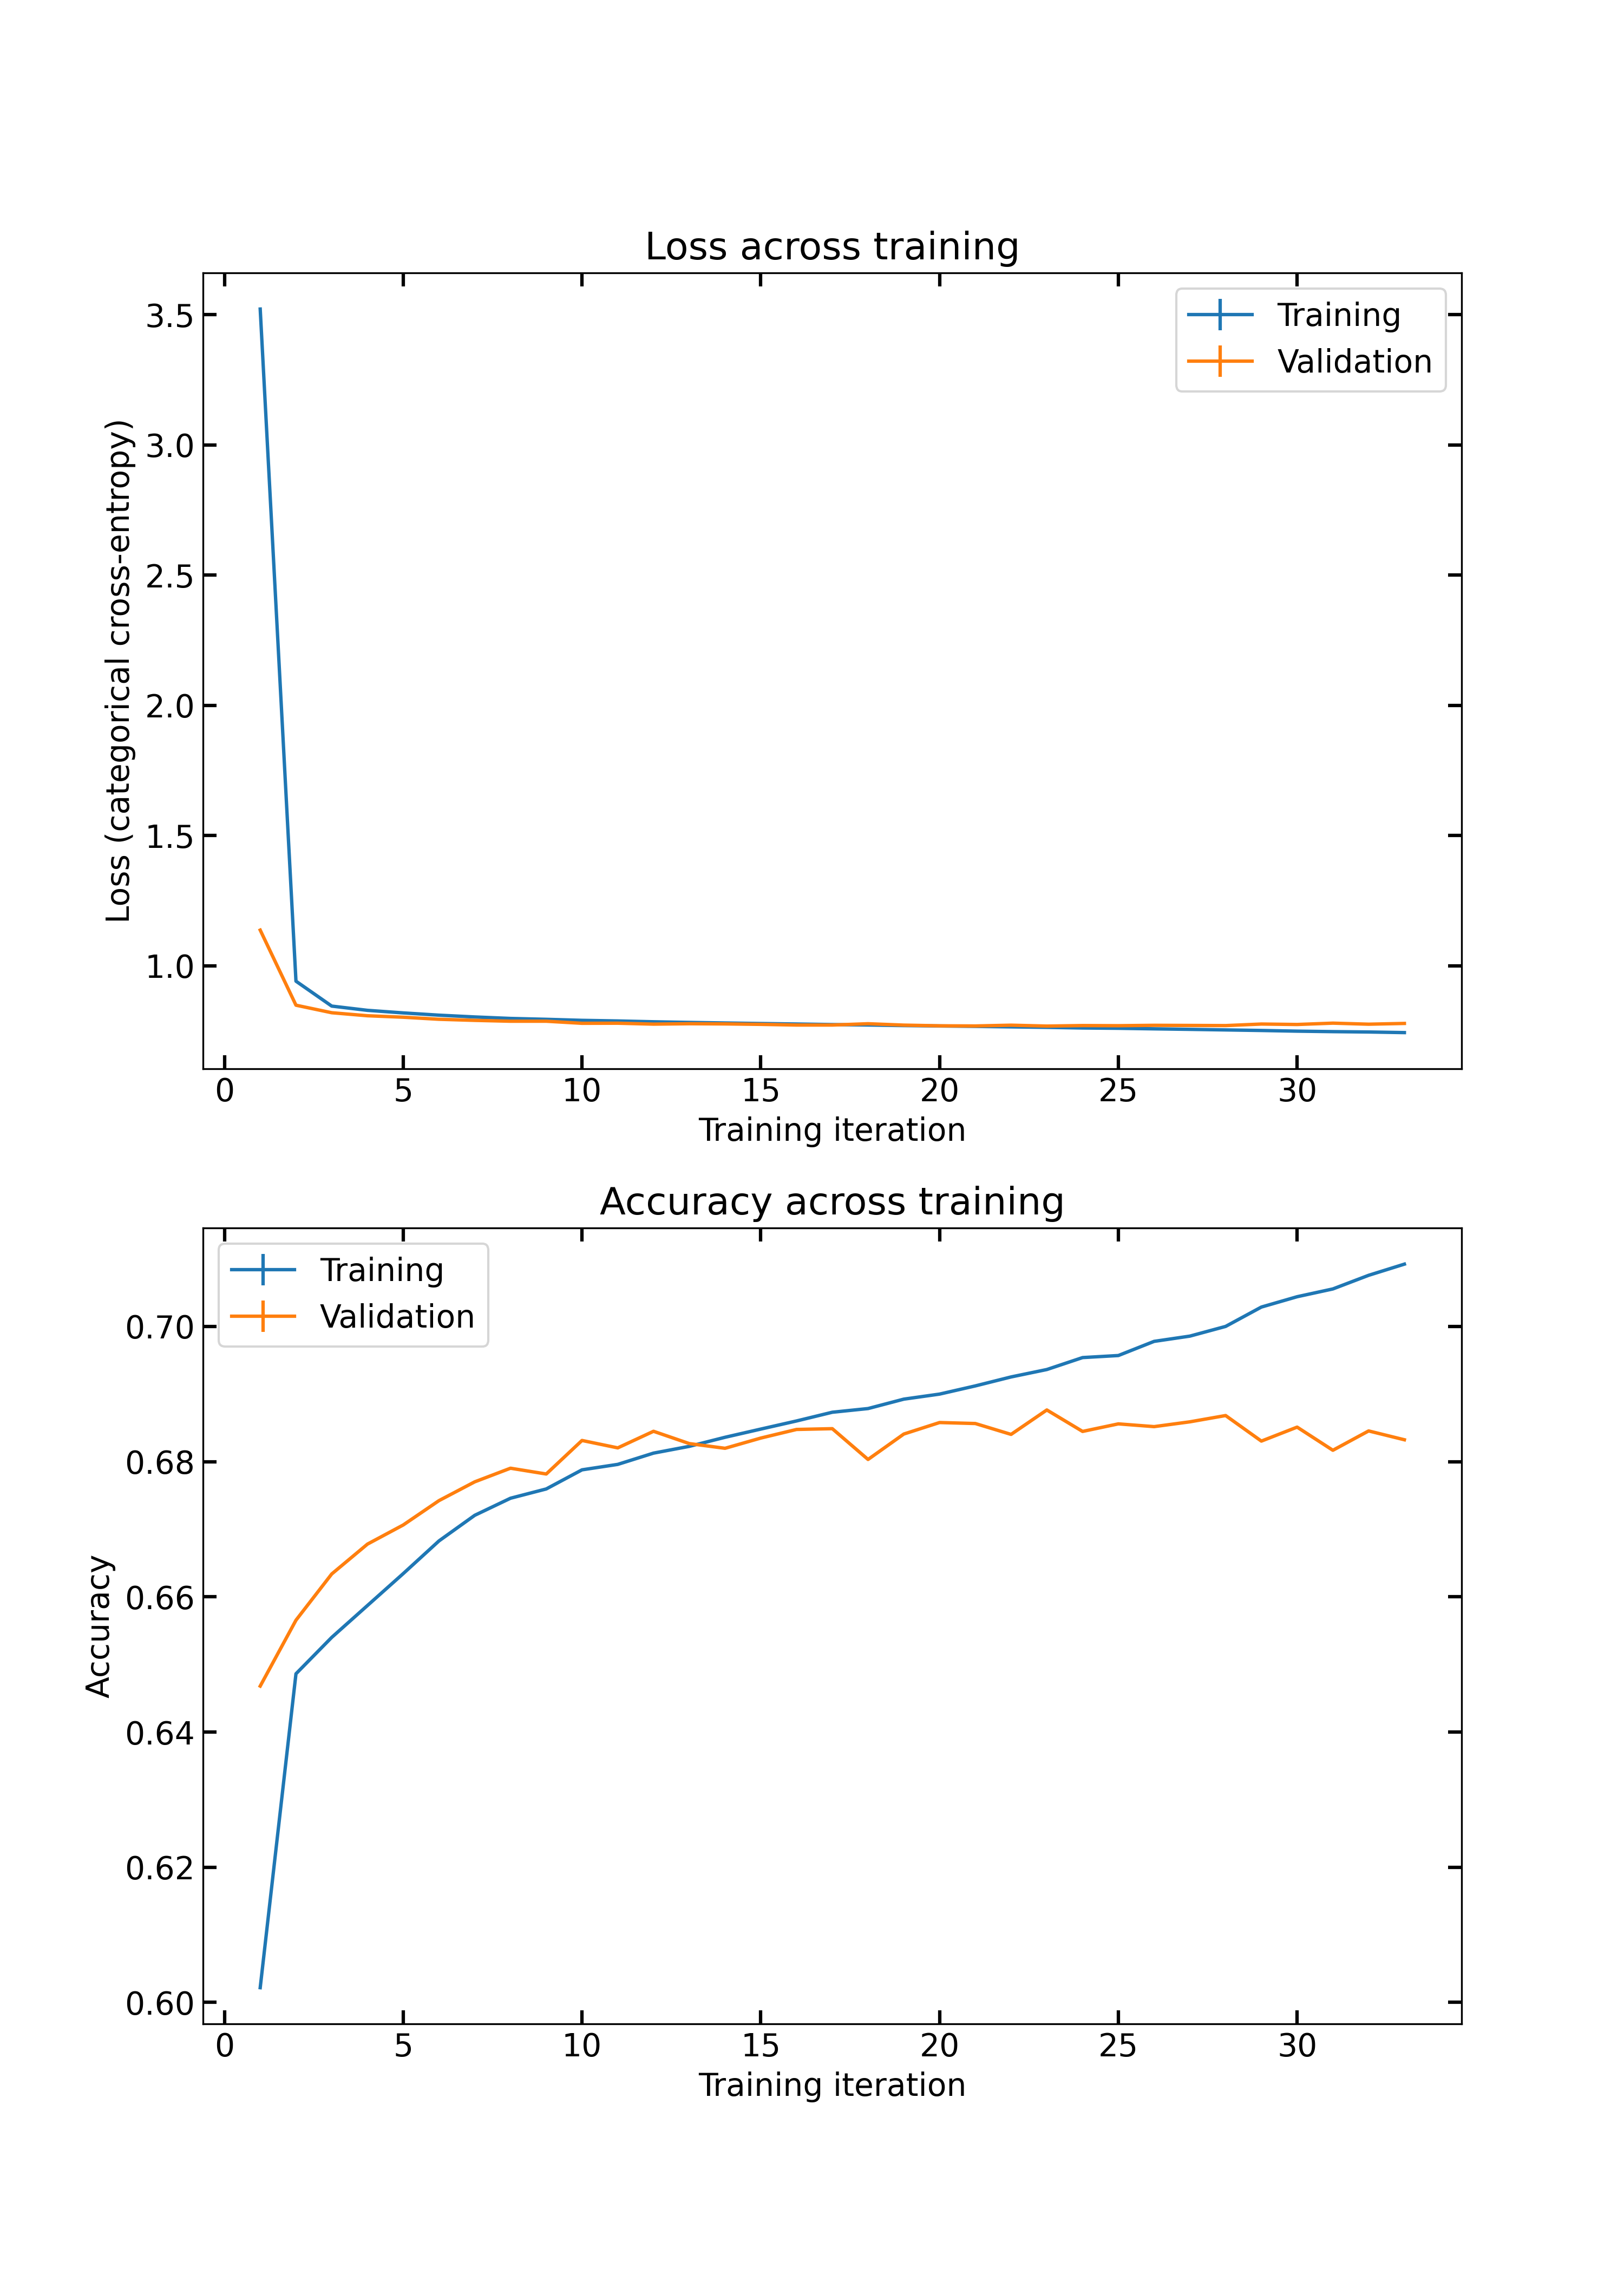 Loss across training
Training
Validation
3.5
3.0
2.5
2.0
1.5
1.0
Loss (categorical cross-entropy)
0 5 10 15 20 25 30
Training iteration
Accuracy across training
Training
Validation
0.70
0.68
0.66
0.64
0.62
0.60
Accuracy
0 5 10 15 20 25 30
Training iteration